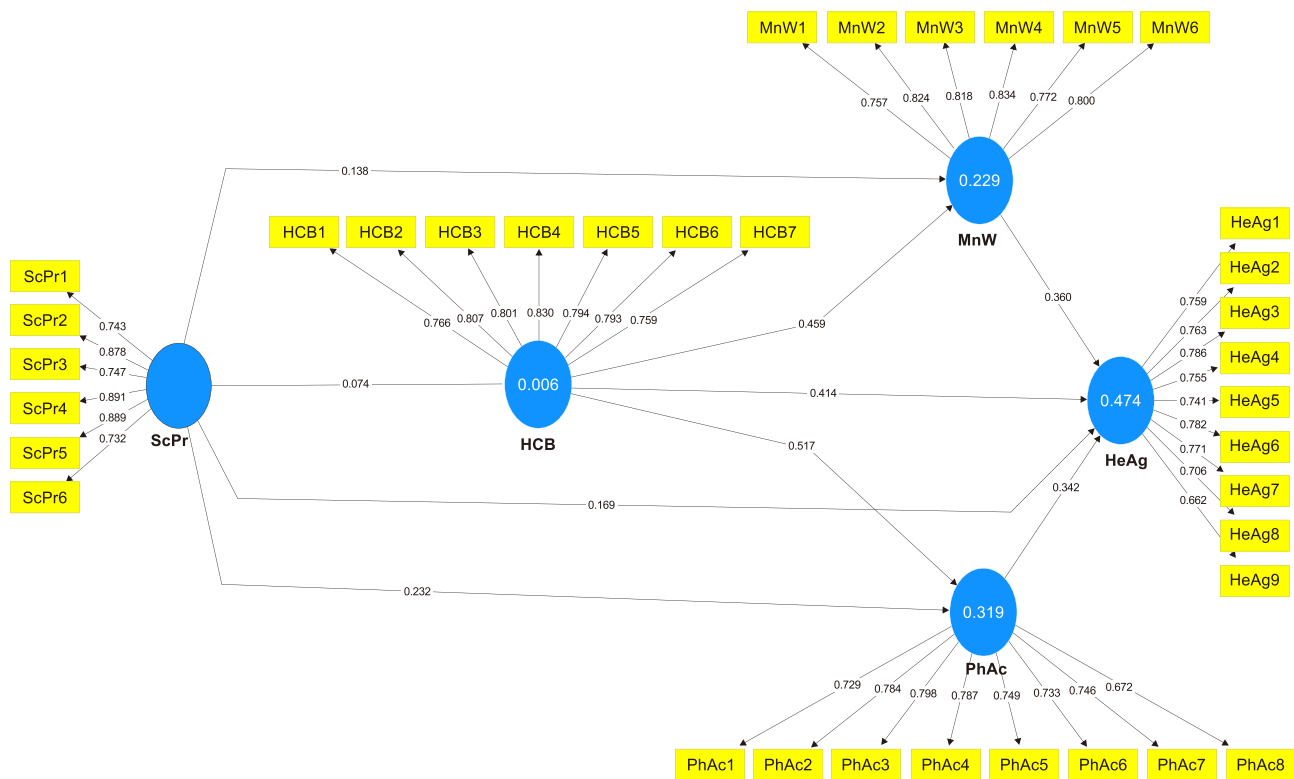 MnW1 MnW2 MnW3 MnW4 MnW5 MnW6
0.757 0.824 0.818 0.834 0.772 0.800
0.229
MnW
0.138
HCB1 HCB2 HCB3 HCB4 HCB5 HCB6 HCB7
0.766 0.807 0.801 0.830 0.794 0.793 0.759
0.006
HCB
ScPr1
ScPr2
ScPr3
ScPr4
ScPr5
ScPr6
0.743
0.878
0.747
0.891
0.889
0.732
ScPr
0.074
0.459
0.414
0.517
0.360
0.169
0.342
0.232
HeAg1
HeAg2
HeAg3
HeAg4
HeAg5
HeAg6
HeAg7
HeAg8
HeAg9
0.759
0.763
0.786
0.755
0.741
0.782
0.771
0.706
0.662
0.474
HeAg
0.319
PhAc
0.729 0.784 0.798 0.787 0.749 0.733 0.746 0.672
PhAc1 PhAc2 PhAc3 PhAc4 PhAc5 PhAc6 PhAc7 PhAc8